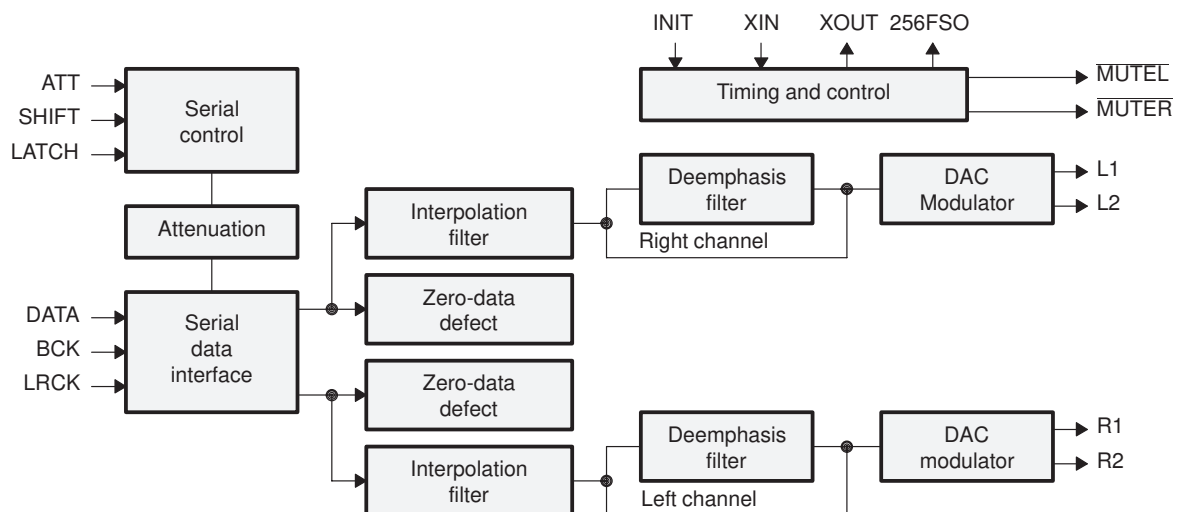 INIT XIN XOUT 256FSO
ATT
SHIFT
LATCH
Serial
control
Timing and control
MUTEL
MUTER
Attenuation
Interpolation
filter
Deemphasis
filter
Right channel
DAC
Modulator
L1
L2
DATA
BCK
LRCK
Serial
data
interface
Zero-data
defect
Zero-data
defect
Interpolation
filter
Deemphasis
filter
Left channel
DAC
modulator
R1
R2